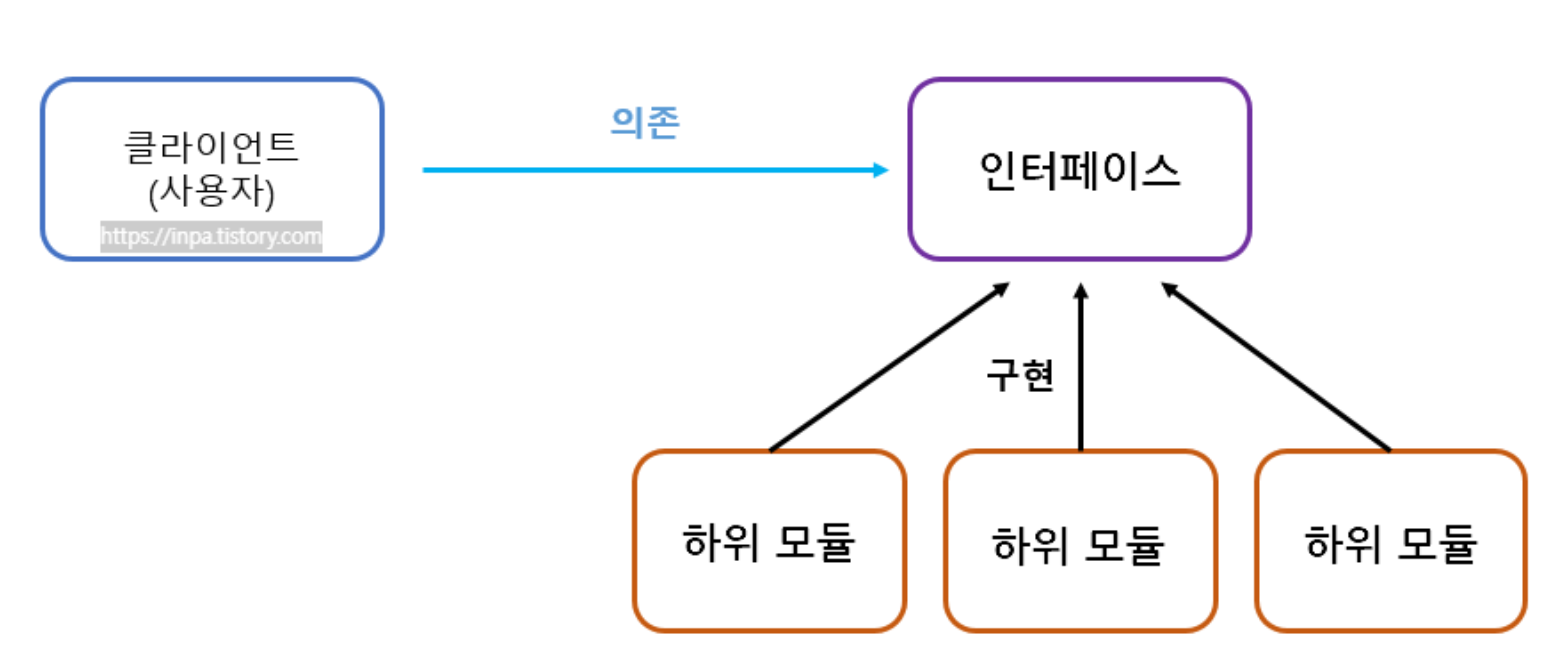 의존
클라이언트
(사용자)
https://inpa.tistory.com
인터페이스
구현
하위 모듈
하위 모듈
하위 모듈